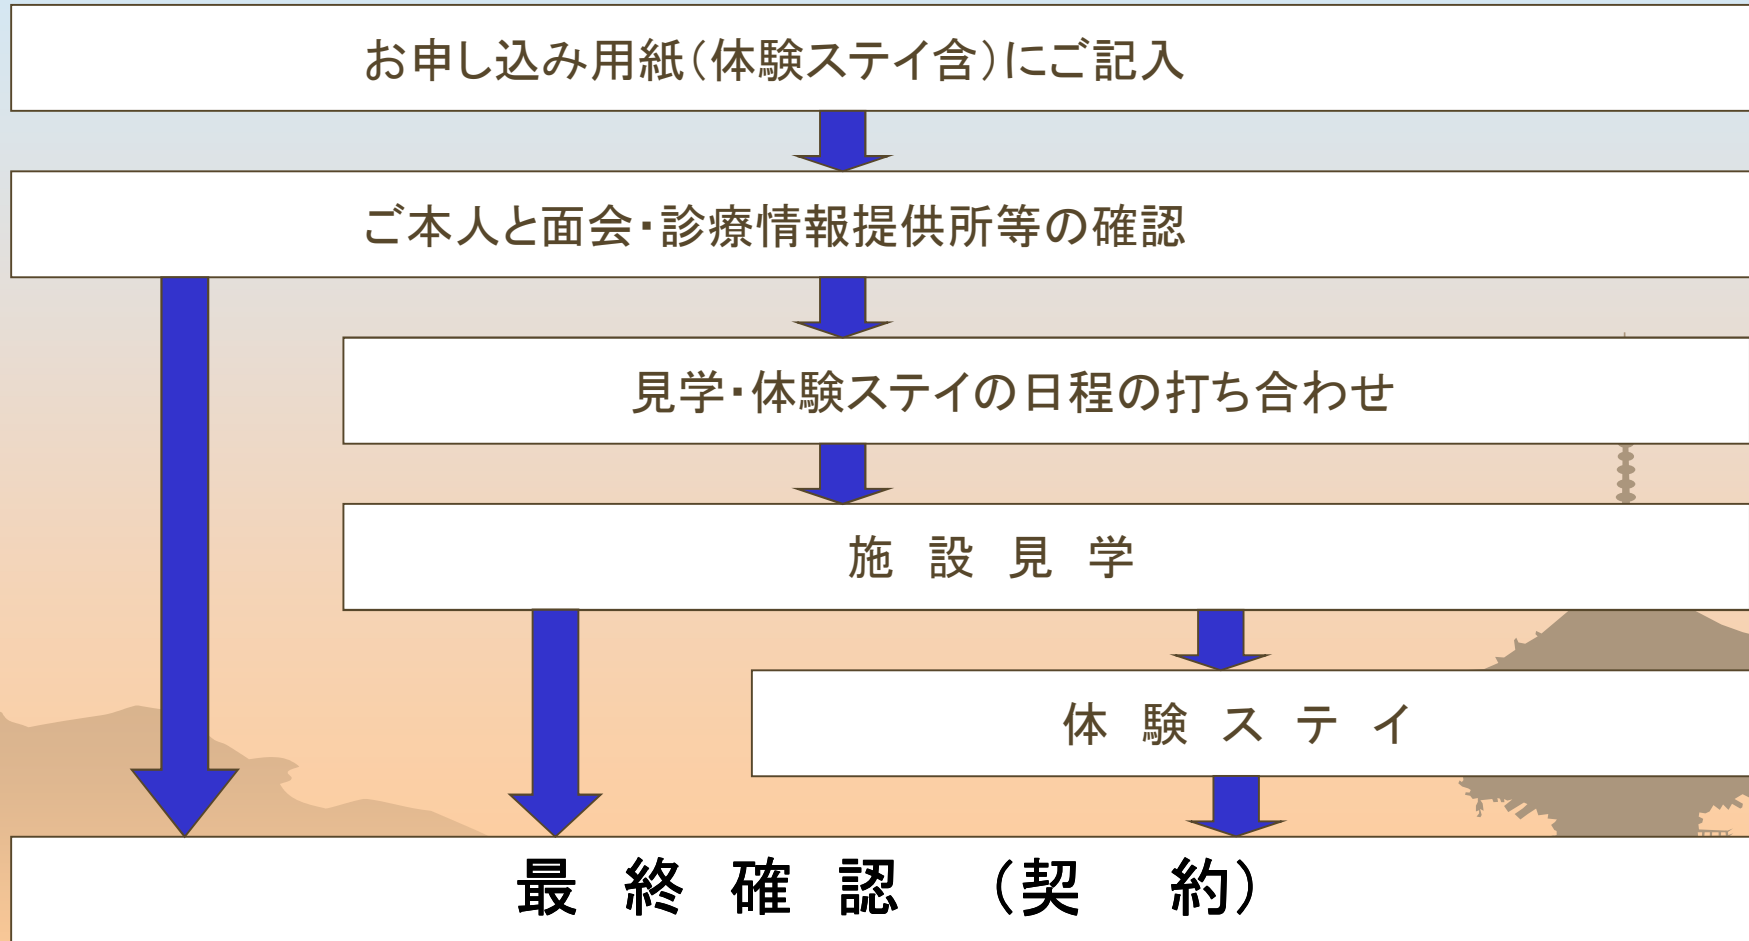 お申し込み用紙(体験ステイ含)にご記入
ご本人と面会・診療情報提供所等の確認
見学・体験ステイの日程の打ち合わせ
施 設 見 学
体 験 ス テ イ
最 終 確 認 (契 約)